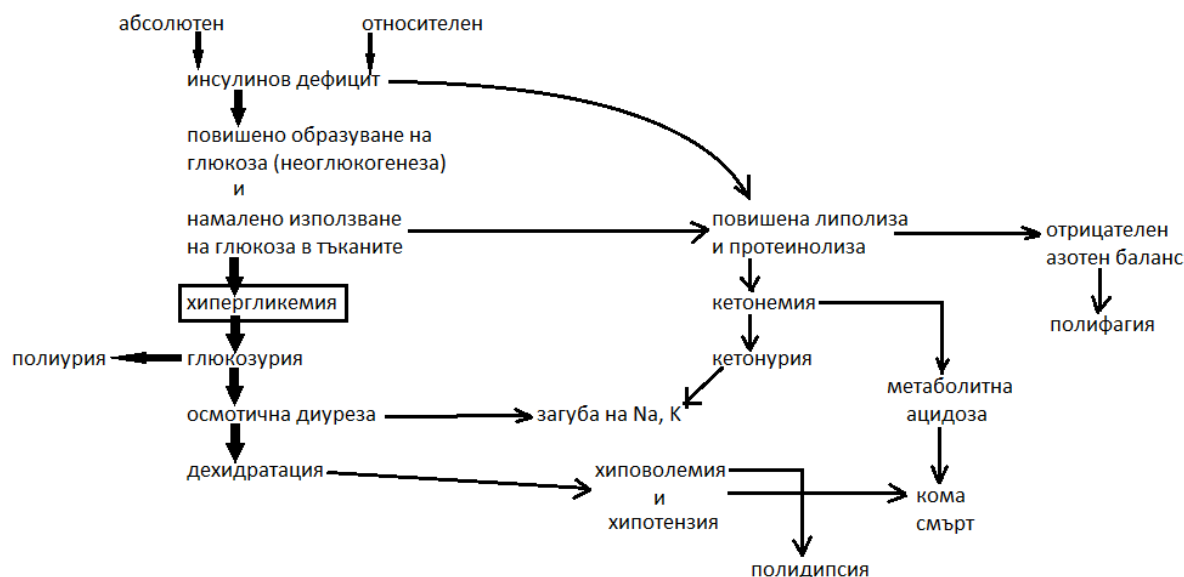 абсолютен
относителен
инсулинов дефицит
повишено образуване на
глюкоза (неоглюкогенеза)
и
намалено използване
на глюкоза в тъканите
повишена липолиза
и протеинолиза
отрицателен
азотен баланс
хипергликемия
кетонемия
полифагия
полиурия
глюкозурия
кетонурия
метаболитна
ацидоза
осмотична диуреза
загуба на Na, K
дехидратация
хиповолемия
и
хипотензия
кома
смърт
полидипсия